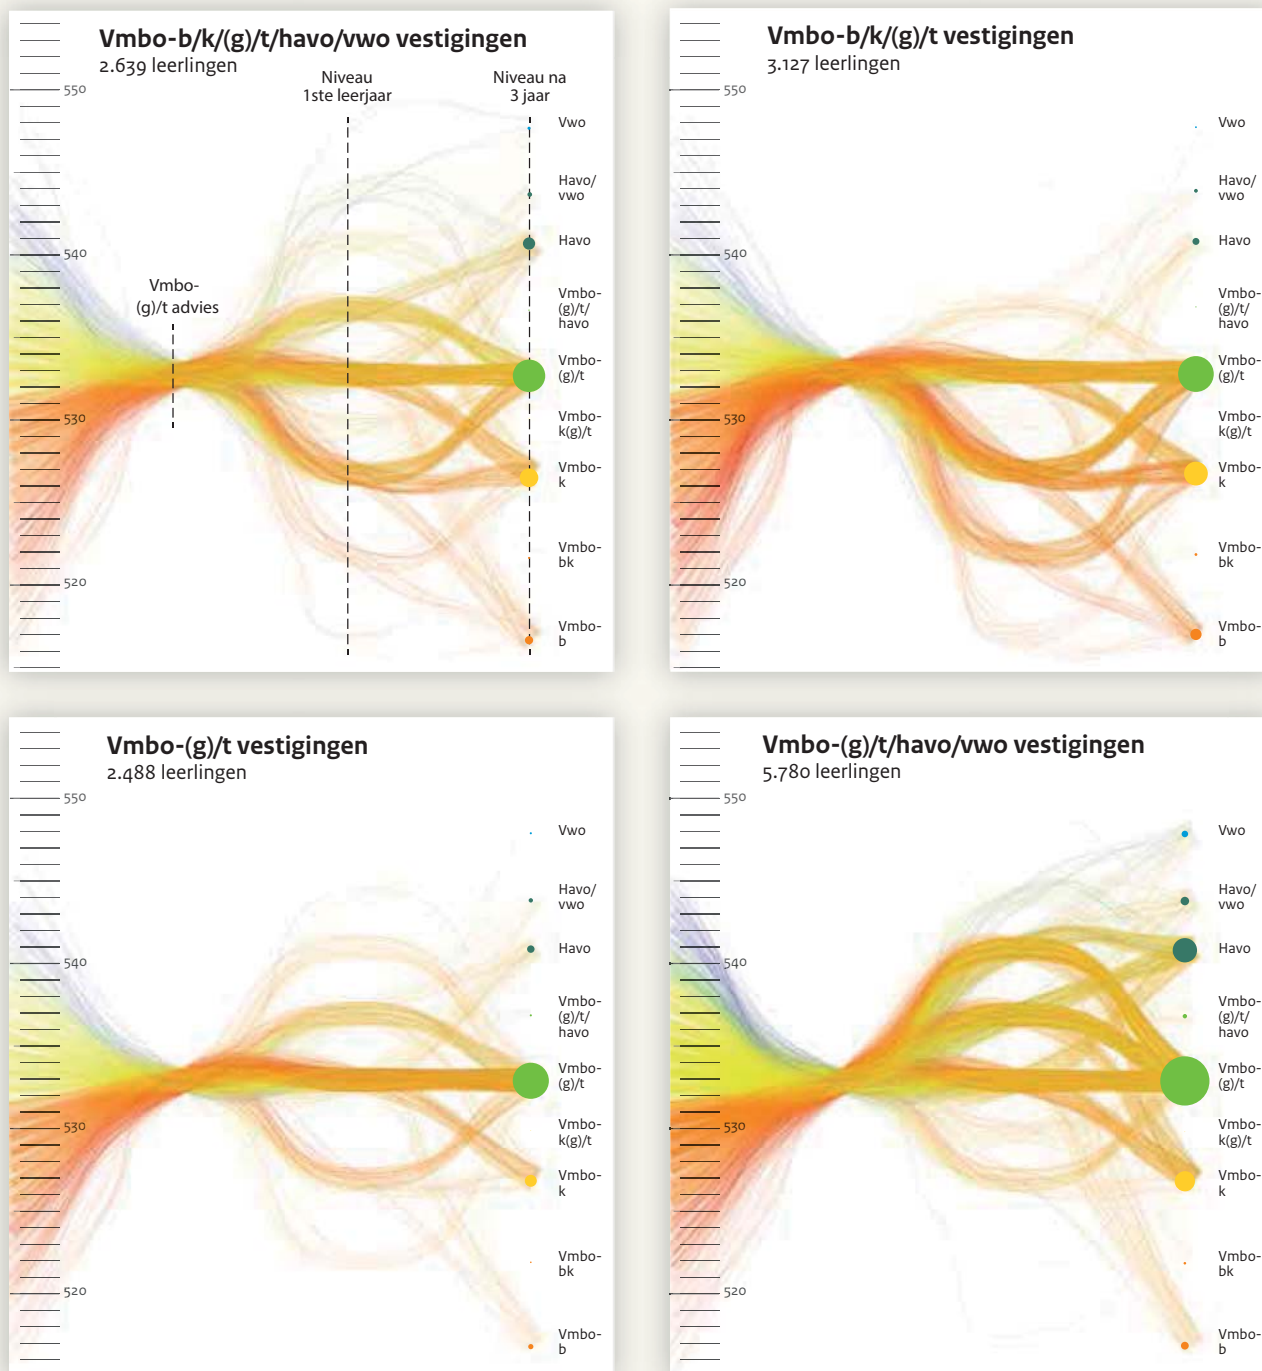 Vmbo-b/k/(g)/t/havo/vwo vestigingen
2.639 leerlingen
Niveau
1ste leerjaar
Niveau na
3 jaar
Vmbo-
(g)/t advies
550
540
530
520
Vwo
Havo/
vwo
Havo
Vmbo-
(g)/t/
havo
Vmbo-
(g)/t
Vmbo-
k(g)/t
Vmbo-
k
Vmbo-
bk
Vmbo-
b
Vmbo-b/k/(g)/t vestigingen
3.127 leerlingen
550
540
530
520
Vwo
Havo/
vwo
Havo
Vmbo-
(g)/t/
havo
Vmbo-
(g)/t
Vmbo-
k(g)/t
Vmbo-
k
Vmbo-
bk
Vmbo-
b
Vmbo-(g)/t vestigingen
2.488 leerlingen
550
540
530
520
Vwo
Havo/
vwo
Havo
Vmbo-
(g)/t/
havo
Vmbo-
(g)/t
Vmbo-
k(g)/t
Vmbo-
k
Vmbo-
bk
Vmbo-
b
Vmbo-(g)/t/havo/vwo vestigingen
5.780 leerlingen
550
540
530
520
Vwo
Havo/
vwo
Havo
Vmbo-
(g)/t/
havo
Vmbo-
(g)/t
Vmbo-
k(g)/t
Vmbo-
k
Vmbo-
bk
Vmbo-
b